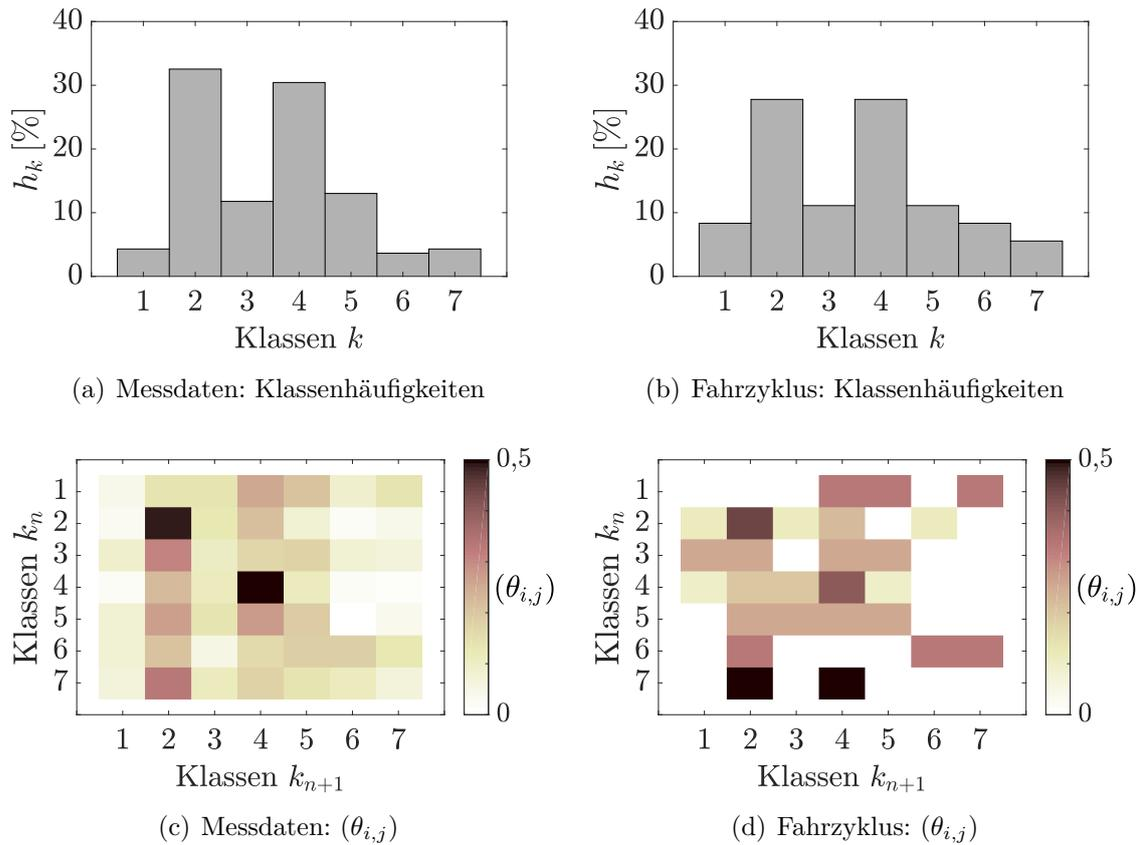 40
30
20
10
0
h_k [%]
1 2 3 4 5 6 7
Klassen k
(a) Messdaten: Klassenhäufigkeiten
40
30
20
10
0
h_k [%]
1 2 3 4 5 6 7
Klassen k
(b) Fahrzyklus: Klassenhäufigkeiten
Klassen k_n
1
2
3
4
5
6
7
1 2 3 4 5 6 7
Klassen k_{n+1}
0,5
(θ_{i,j})
0
(c) Messdaten: (θ_{i,j})
Klassen k_n
1
2
3
4
5
6
7
1 2 3 4 5 6 7
Klassen k_{n+1}
0,5
(θ_{i,j})
0
(d) Fahrzyklus: (θ_{i,j})